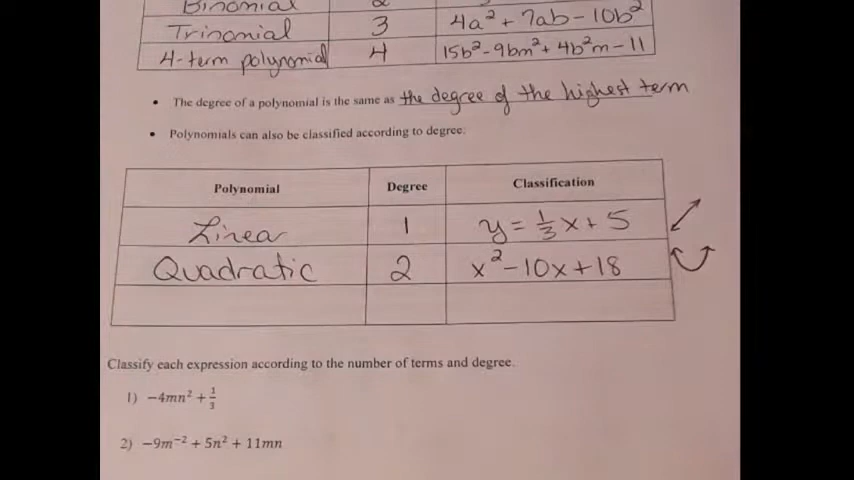 Binomial 2
Trinomial 3 4a² + 7ab - 10b²
4-term polynomial 4 15b² - 9bm² + 4b²m - 11
• The degree of a polynomial is the same as the degree of the highest term
• Polynomials can also be classified according to degree.
Polynomial Degree Classification
Linear 1 y = 1/3 x + 5
Quadratic 2 x² - 10x + 18
Classify each expression according to the number of terms and degree.
1) −4mn² + 1/3
2) −9m⁻² + 5n² + 11mn